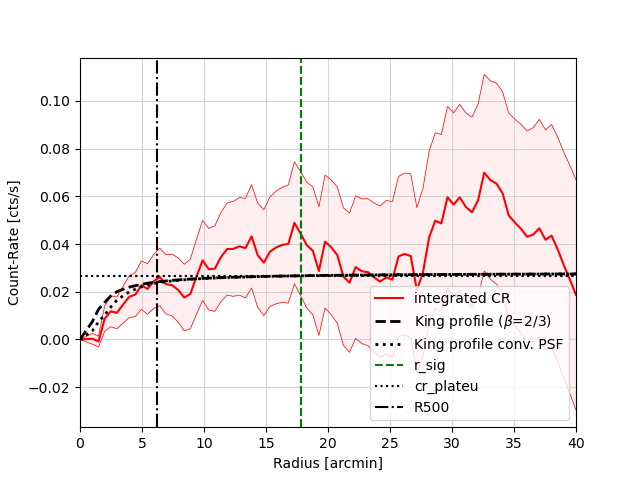 0.10
0.08
0.06
0.04
0.02
0.00
−0.02
Count-Rate [cts/s]
integrated CR
King profile (β=2/3)
King profile conv. PSF
r_sig
cr_plateu
R500
0 5 10 15 20 25 30 35 40
Radius [arcmin]